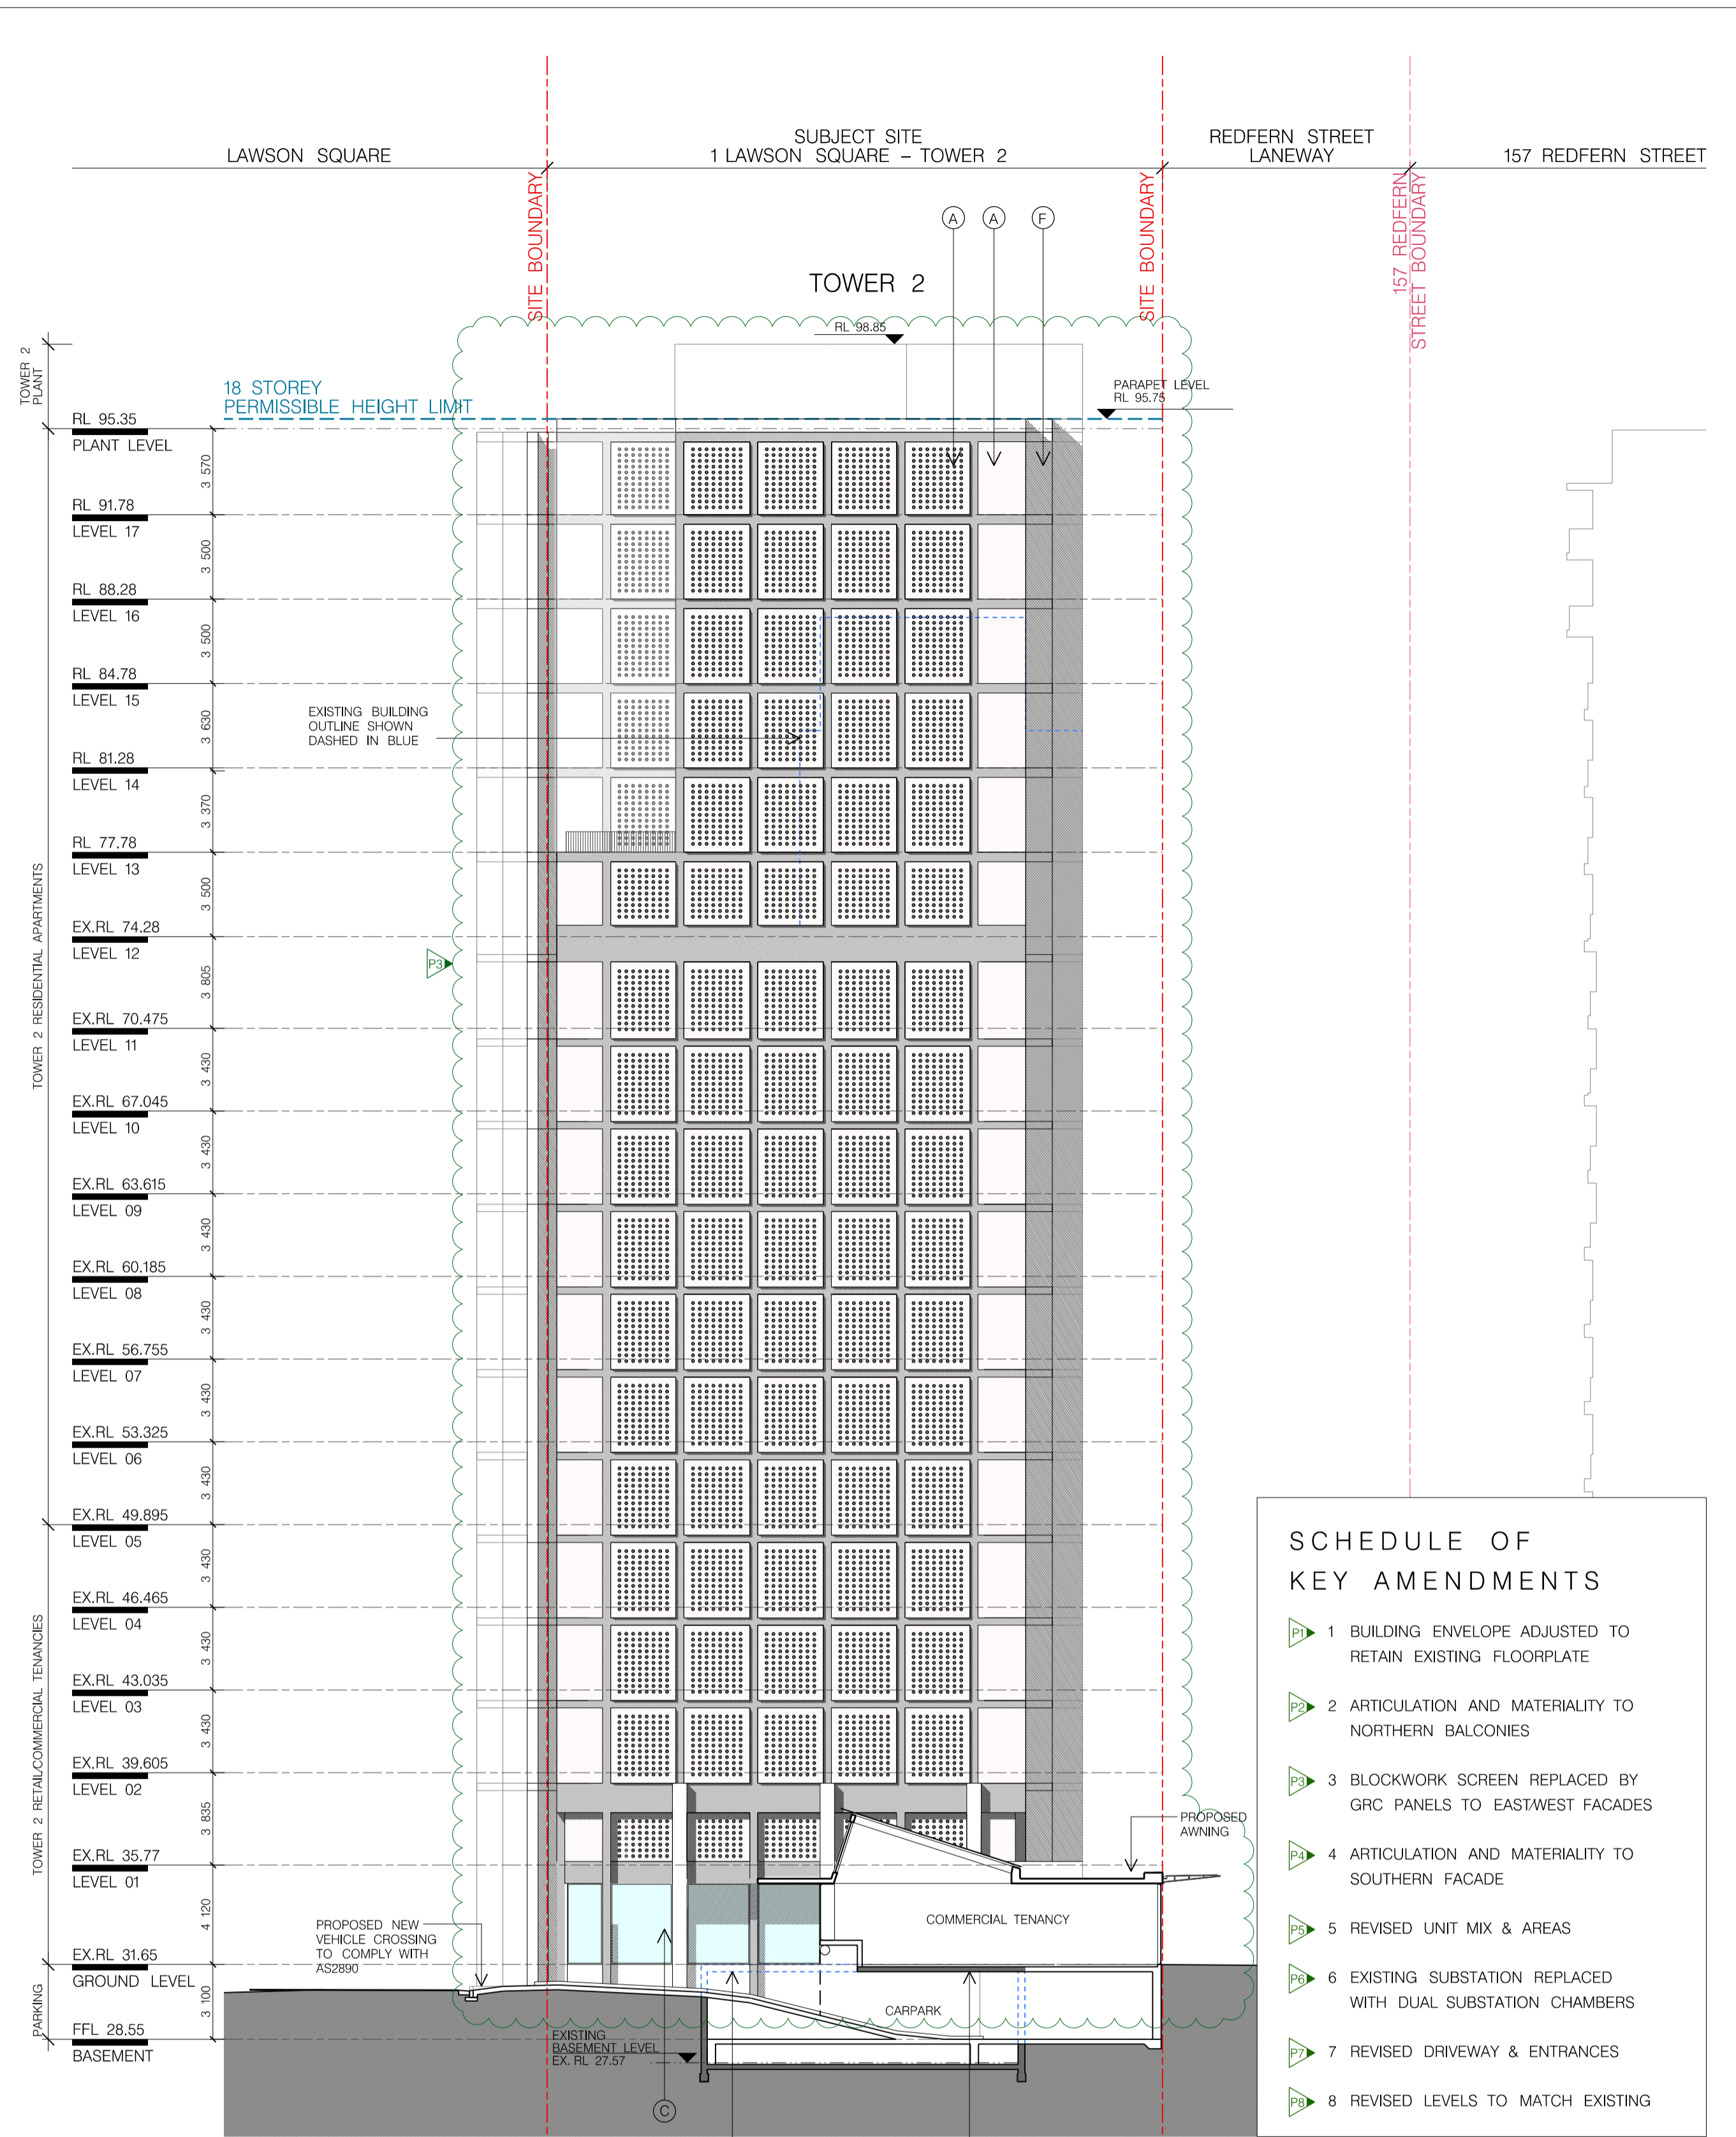 LAWSON SQUARE
SUBJECT SITE
1 LAWSON SQUARE – TOWER 2
REDFERN STREET
LANEWAY
157 REDFERN STREET
SITE BOUNDARY
SITE BOUNDARY
157 REDFERN
STREET BOUNDARY
A
A
F
TOWER 2
RL 98.85
TOWER 2
PLANT
18 STOREY
PERMISSIBLE HEIGHT LIMIT
PARAPET LEVEL
RL 95.75
RL 95.35
PLANT LEVEL
3 570
RL 91.78
LEVEL 17
3 500
RL 88.28
LEVEL 16
3 500
RL 84.78
LEVEL 15
EXISTING BUILDING
OUTLINE SHOWN
DASHED IN BLUE
3 630
RL 81.28
LEVEL 14
3 370
RL 77.78
LEVEL 13
3 500
EX.RL 74.28
LEVEL 12
P3
3 805
TOWER 2 RESIDENTIAL APARTMENTS
EX.RL 70.475
LEVEL 11
3 430
EX.RL 67.045
LEVEL 10
3 430
EX.RL 63.615
LEVEL 09
3 430
EX.RL 60.185
LEVEL 08
3 430
EX.RL 56.755
LEVEL 07
3 430
EX.RL 53.325
LEVEL 06
3 430
EX.RL 49.895
LEVEL 05
3 430
EX.RL 46.465
LEVEL 04
3 430
EX.RL 43.035
LEVEL 03
3 430
EX.RL 39.605
LEVEL 02
3 835
TOWER 2 RETAIL/COMMERCIAL TENANCIES
EX.RL 35.77
LEVEL 01
4 120
EX.RL 31.65
GROUND LEVEL
3 100
PARKING
FFL 28.55
BASEMENT
PROPOSED
AWNING
COMMERCIAL TENANCY
PROPOSED NEW
VEHICLE CROSSING
TO COMPLY WITH
AS2890
CARPARK
EXISTING
BASEMENT LEVEL
EX. RL 27.57
C
SCHEDULE OF
KEY AMENDMENTS
P1 1 BUILDING ENVELOPE ADJUSTED TO
RETAIN EXISTING FLOORPLATE
P2 2 ARTICULATION AND MATERIALITY TO
NORTHERN BALCONIES
P3 3 BLOCKWORK SCREEN REPLACED BY
GRC PANELS TO EAST/WEST FACADES
P4 4 ARTICULATION AND MATERIALITY TO
SOUTHERN FACADE
P5 5 REVISED UNIT MIX & AREAS
P6 6 EXISTING SUBSTATION REPLACED
WITH DUAL SUBSTATION CHAMBERS
P7 7 REVISED DRIVEWAY & ENTRANCES
P8 8 REVISED LEVELS TO MATCH EXISTING